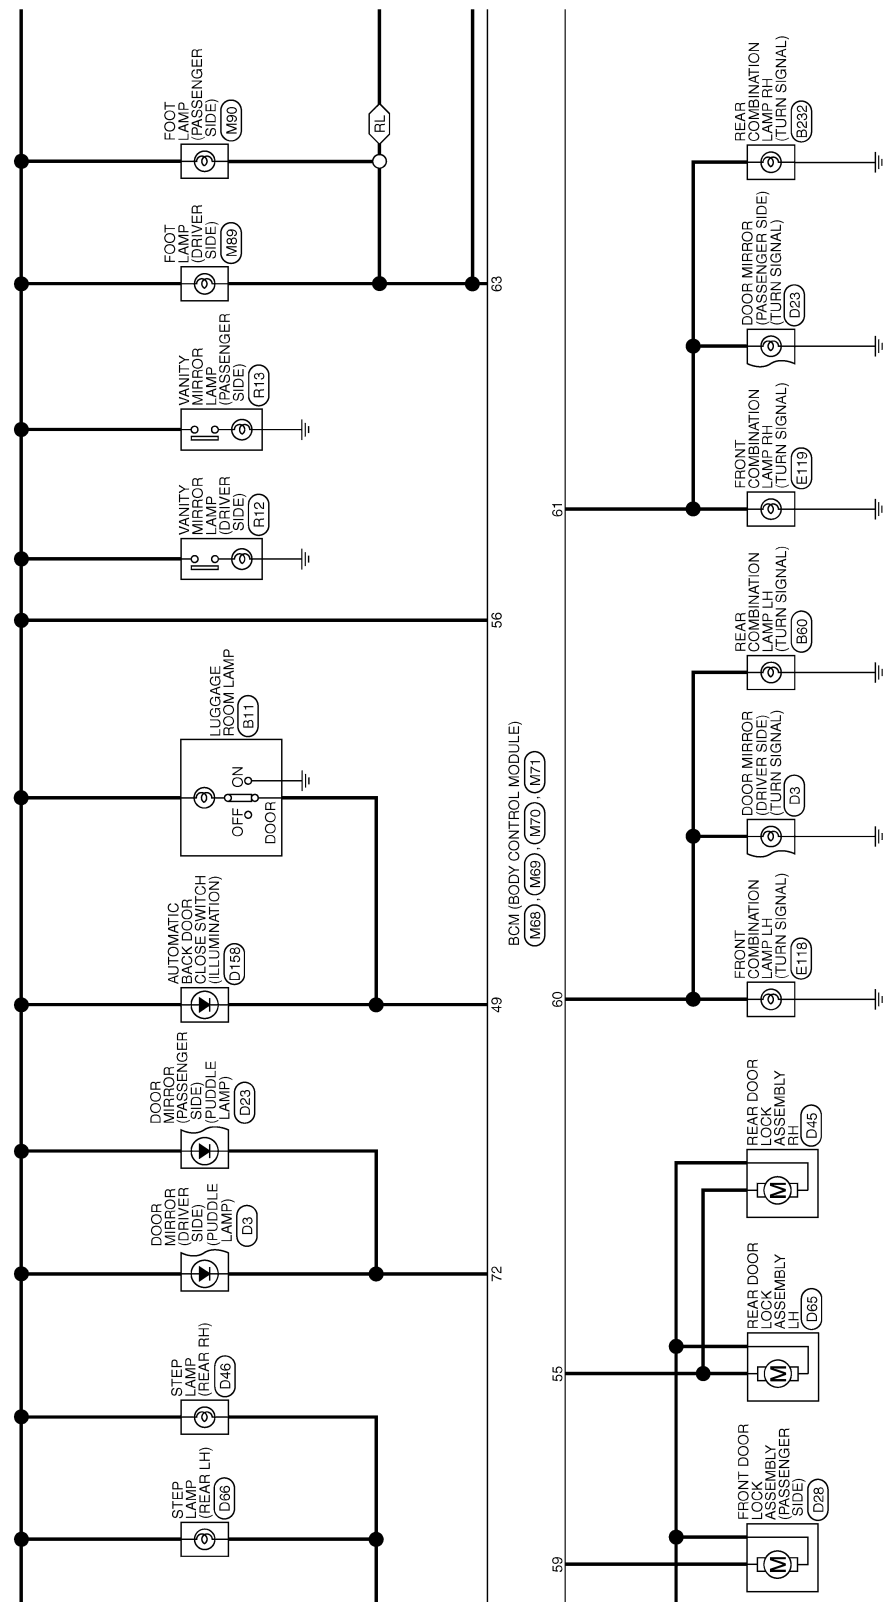 STEP
LAMP
(REAR LH)
D66
STEP
LAMP
(REAR RH)
D46
DOOR
MIRROR
(DRIVER
SIDE)
(PUDDLE
LAMP)
D3
DOOR
MIRROR
(PASSENGER
SIDE)
(PUDDLE
LAMP)
D23
AUTOMATIC
BACK DOOR
CLOSE SWITCH
(ILLUMINATION)
D158
LUGGAGE
ROOM LAMP
B11
OFF
ON
DOOR
VANITY
MIRROR
LAMP
(DRIVER
SIDE)
R12
VANITY
MIRROR
LAMP
(PASSENGER
SIDE)
R13
FOOT
LAMP
(DRIVER
SIDE)
M89
FOOT
LAMP
(PASSENGER
SIDE)
M90
RL
72
49
56
63
BCM (BODY CONTROL MODULE)
M68 , M69 , M70 , M71
59
55
60
61
FRONT DOOR
LOCK
ASSEMBLY
(PASSENGER
SIDE)
D28
M
REAR DOOR
LOCK
ASSEMBLY
LH
D65
M
REAR DOOR
LOCK
ASSEMBLY
RH
D45
M
FRONT
COMBINATION
LAMP LH
(TURN SIGNAL)
E118
DOOR MIRROR
(DRIVER SIDE)
(TURN SIGNAL)
D3
REAR
COMBINATION
LAMP LH
(TURN SIGNAL)
B60
FRONT
COMBINATION
LAMP RH
(TURN SIGNAL)
E119
DOOR MIRROR
(PASSENGER SIDE)
(TURN SIGNAL)
D23
REAR
COMBINATION
LAMP RH
(TURN SIGNAL)
B232